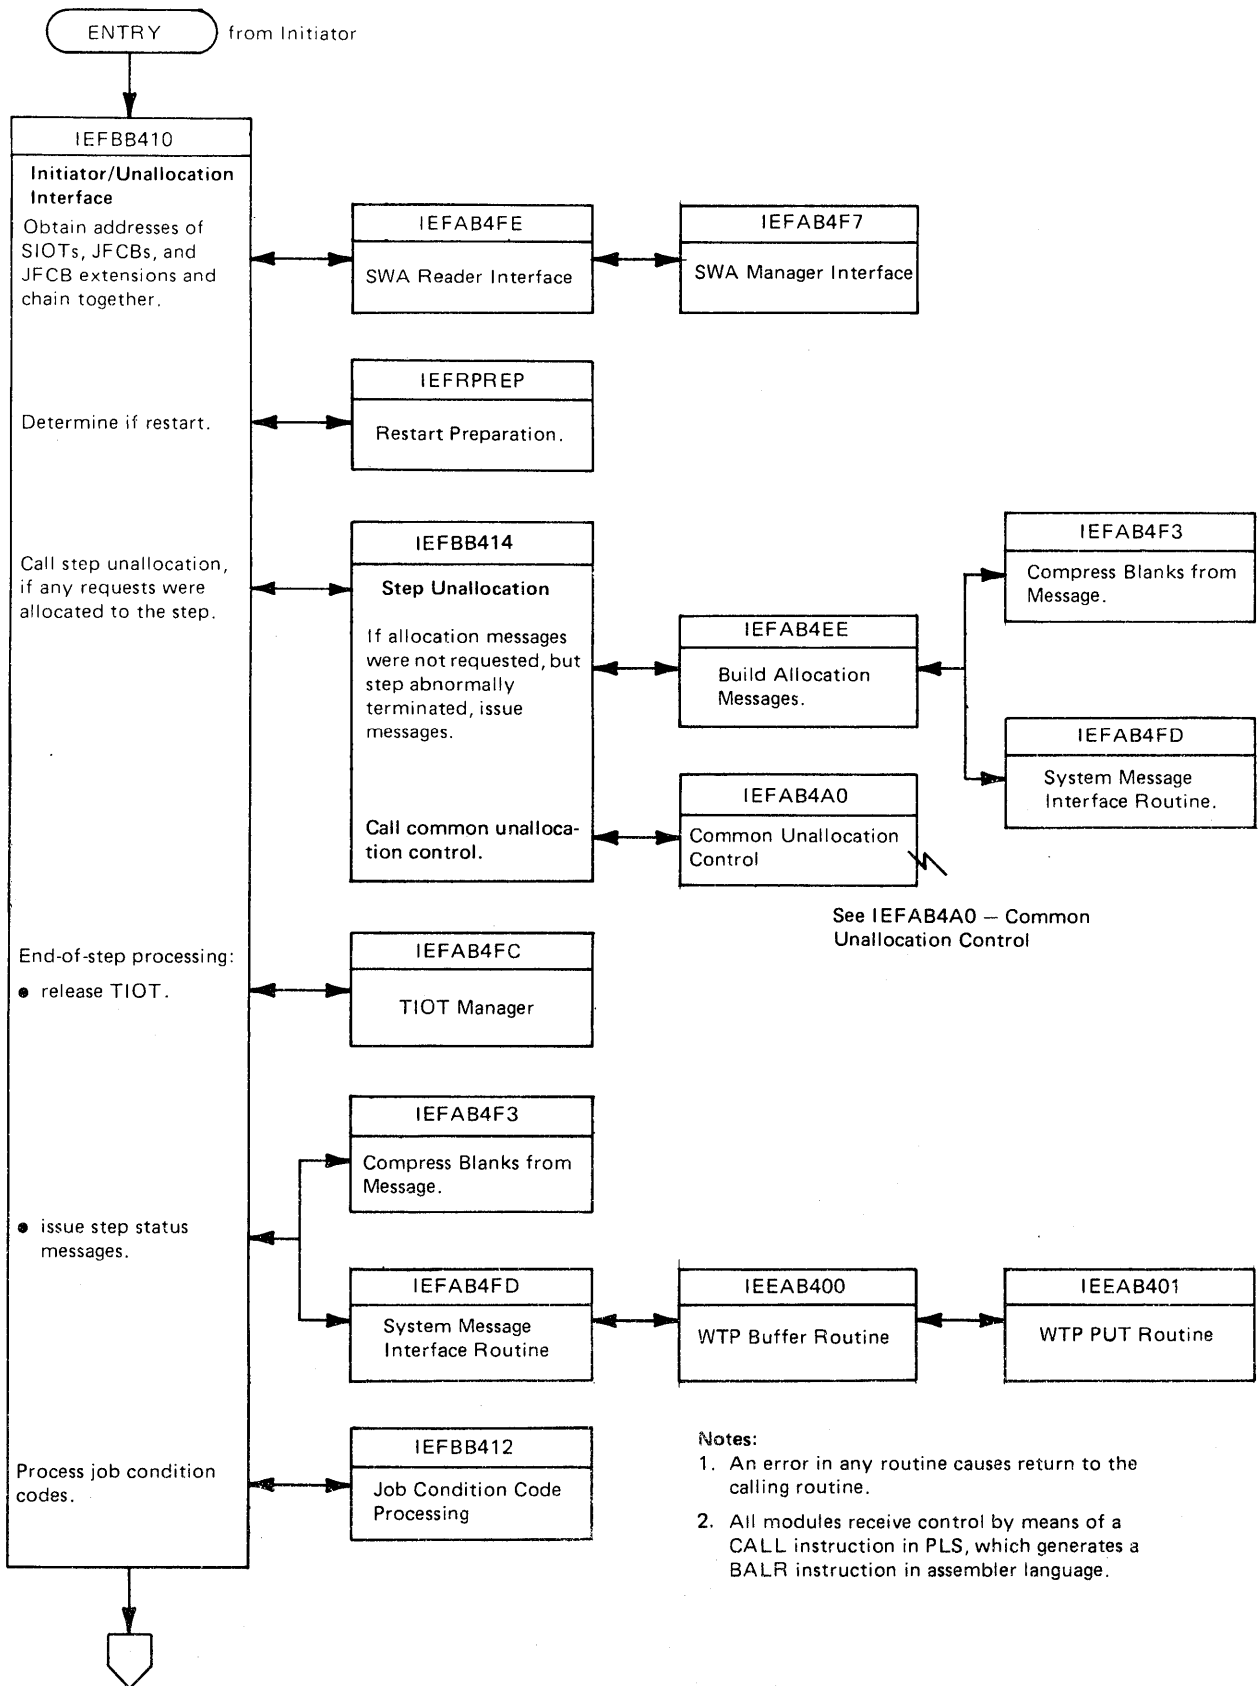 ENTRY from Initiator
IEFBB410
Initiator/Unallocation
Interface
Obtain addresses of
SIOTs, JFCBs, and
JFCB extensions and
chain together.
IEFAB4FE
SWA Reader Interface
IEFAB4F7
SWA Manager Interface
Determine if restart.
IEFRPREP
Restart Preparation.
Call step unallocation,
if any requests were
allocated to the step.
IEFBB414
Step Unallocation
If allocation messages
were not requested, but
step abnormally
terminated, issue
messages.
Call common unalloca-
tion control.
IEFAB4EE
Build Allocation
Messages.
IEFAB4F3
Compress Blanks from
Message.
IEFAB4FD
System Message
Interface Routine.
IEFAB4A0
Common Unallocation
Control
See IEFAB4A0 – Common
Unallocation Control
End-of-step processing:
● release TIOT.
IEFAB4FC
TIOT Manager
● issue step status
messages.
IEFAB4F3
Compress Blanks from
Message.
IEFAB4FD
System Message
Interface Routine
IEEAB400
WTP Buffer Routine
IEEAB401
WTP PUT Routine
Process job condition
codes.
IEFBB412
Job Condition Code
Processing
Notes:
1. An error in any routine causes return to the
calling routine.
2. All modules receive control by means of a
CALL instruction in PLS, which generates a
BALR instruction in assembler language.